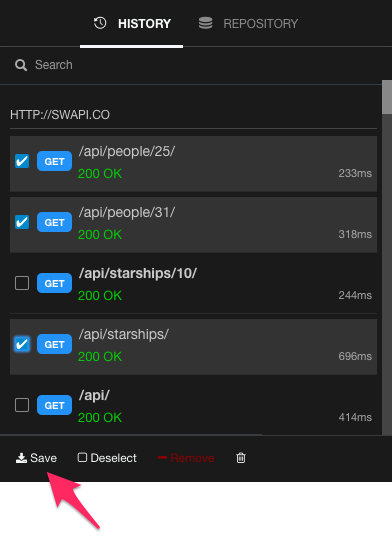 HISTORY REPOSITORY
Search
HTTP://SWAPI.CO
/api/people/25/
GET
200 OK 233ms
/api/people/31/
GET
200 OK 318ms
/api/starships/10/
GET
200 OK 244ms
/api/starships/
GET
200 OK 696ms
/api/
GET
200 OK 414ms
Save Deselect Remove